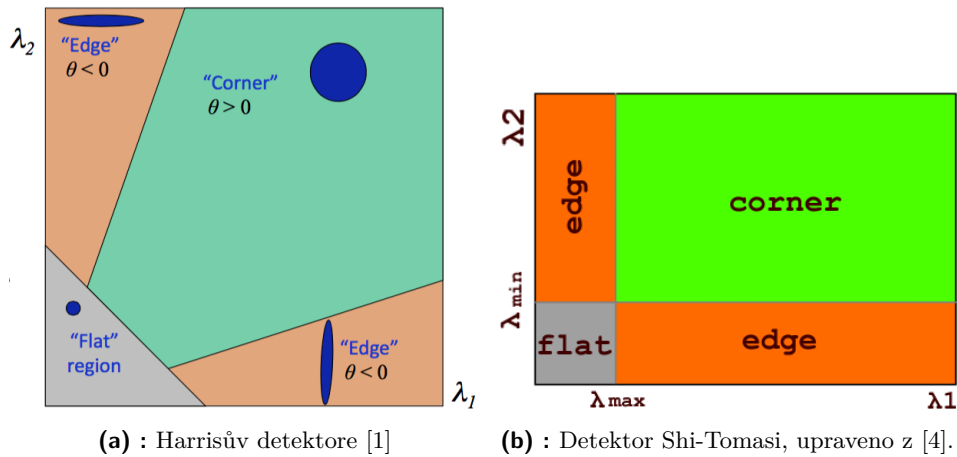 λ2
“Edge”
θ < 0
“Corner”
θ > 0
“Flat”
region
“Edge”
θ < 0
λ1
(a) : Harrisův detektore [1]
λ2
edge
corner
λmin
flat
edge
λmax
λ1
(b) : Detektor Shi-Tomasi, upraveno z [4].